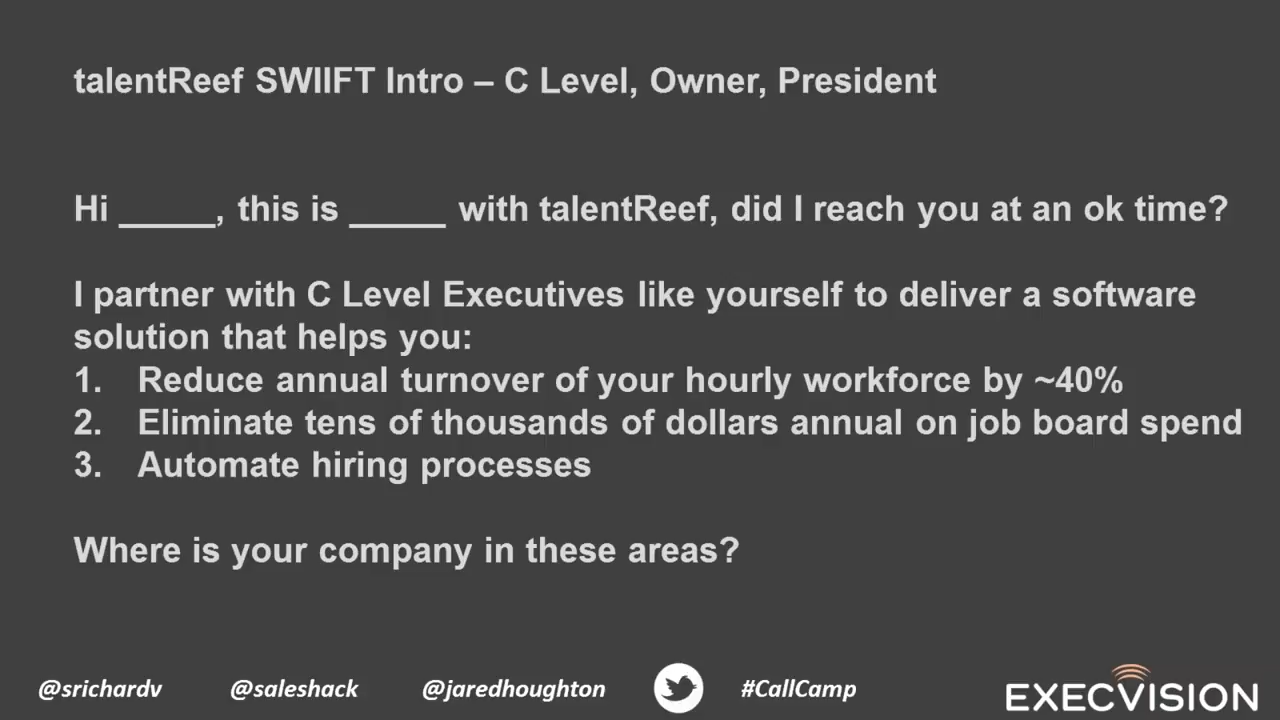 talentReef SWIIFT Intro – C Level, Owner, President
Hi _____, this is _____ with talentReef, did I reach you at an ok time?
I partner with C Level Executives like yourself to deliver a software
solution that helps you:
1. Reduce annual turnover of your hourly workforce by ~40%
2. Eliminate tens of thousands of dollars annual on job board spend
3. Automate hiring processes
Where is your company in these areas?
@srichardv @saleshack @jaredhoughton #CallCamp EXECVISION